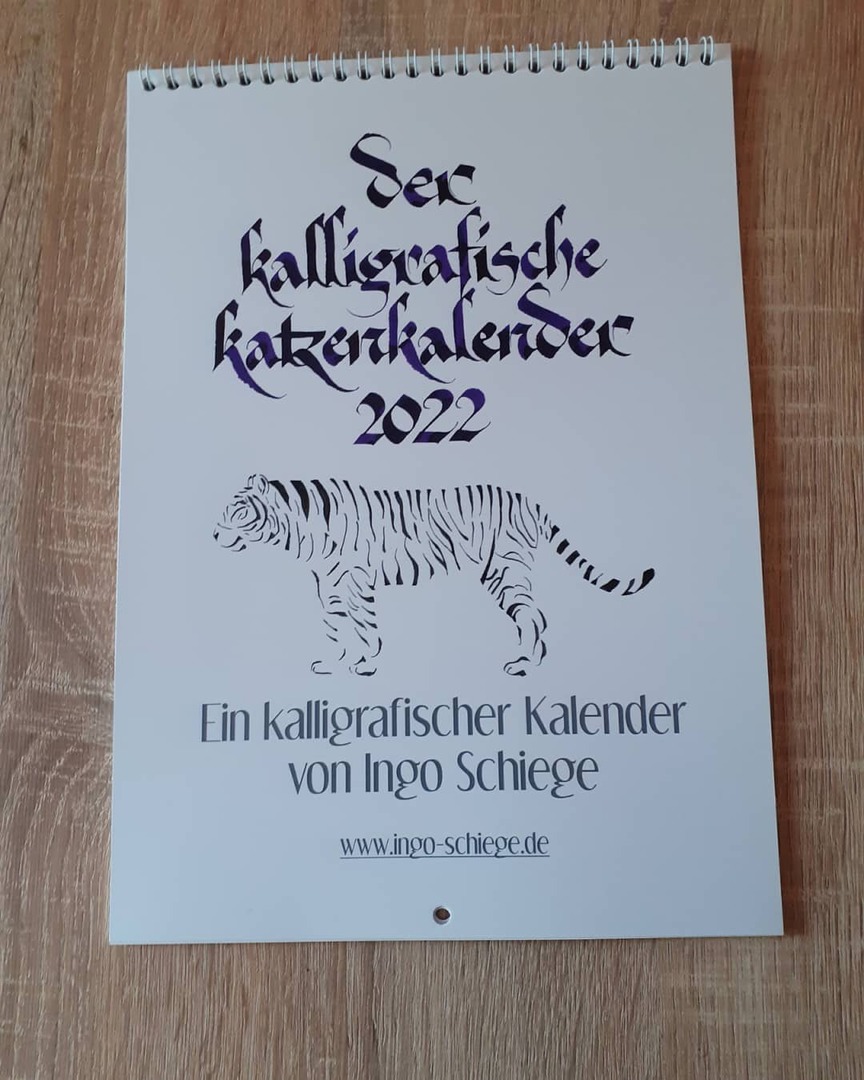 der
kalligrafische
katzenkalender
2022
Ein kalligrafischer Kalender
von Ingo Schiege
www.ingo-schiege.de